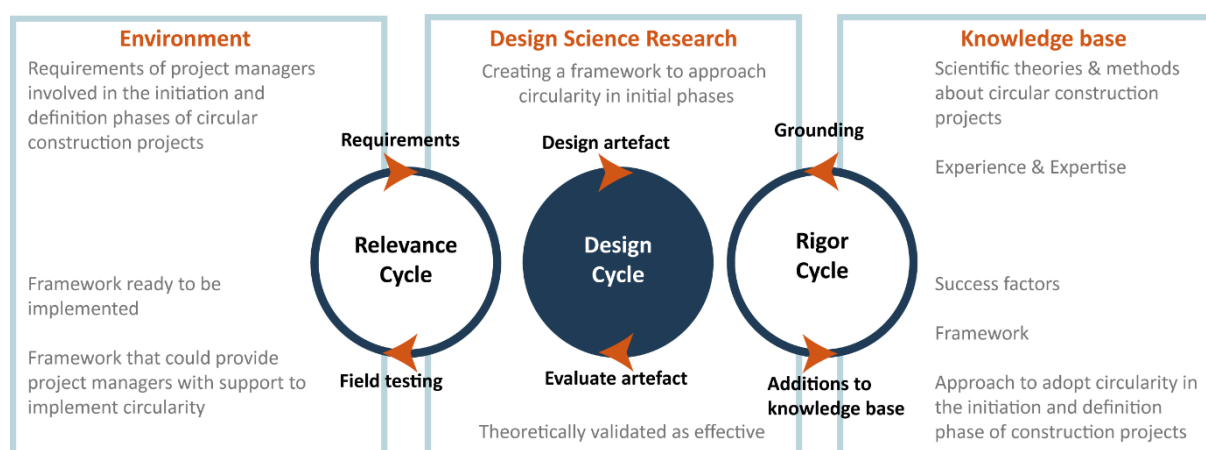 Environment
Requirements of project managers
involved in the initiation and
definition phases of circular
construction projects
Framework ready to be
implemented
Framework that could provide
project managers with support to
implement circularity
Requirements
Relevance
Cycle
Field testing
Design Science Research
Creating a framework to approach
circularity in initial phases
Design artefact
Design
Cycle
Evaluate artefact
Theoretically validated as effective
Grounding
Rigor
Cycle
Additions to
knowledge base
Knowledge base
Scientific theories & methods
about circular construction
projects
Experience & Expertise
Success factors
Framework
Approach to adopt circularity in
the initiation and definition
phase of construction projects